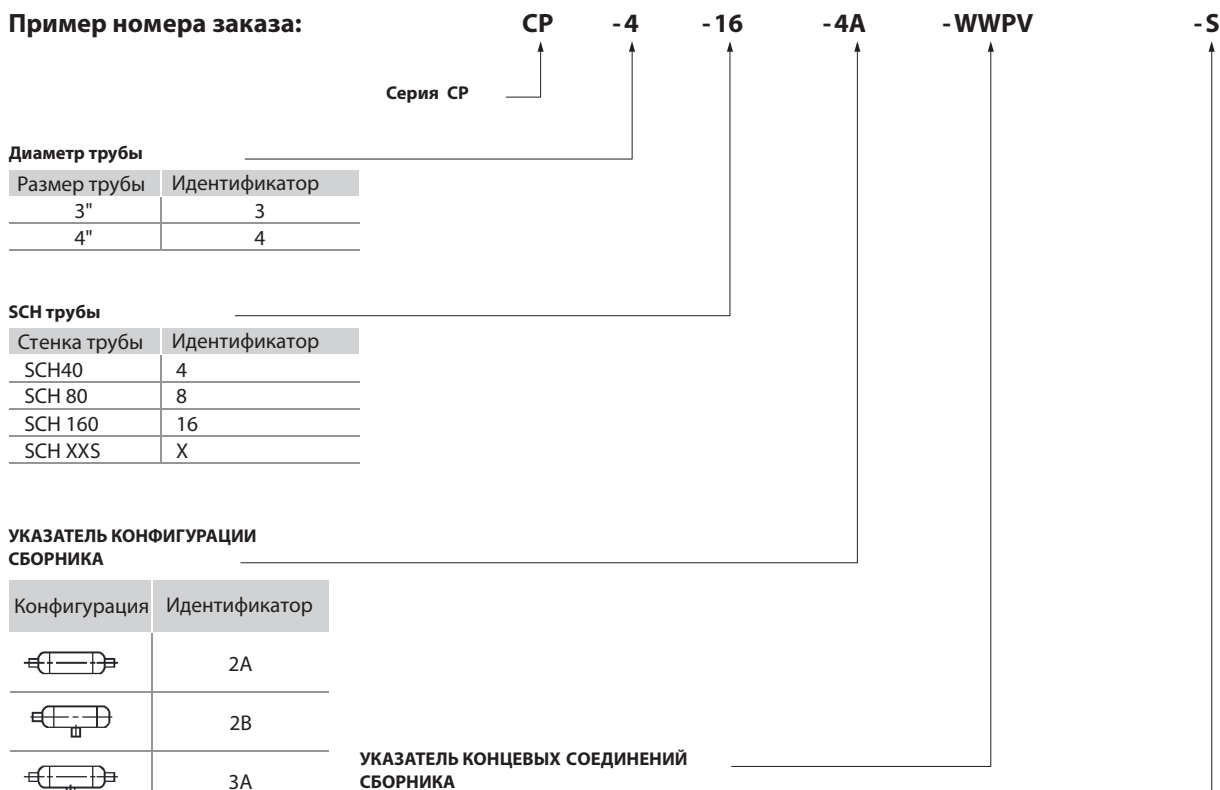 Пример номера заказа: CP -4 -16 -4A -WWPV -S
Серия CP
Диаметр трубы
Размер трубы Идентификатор
3" 3
4" 4
SCH трубы
Стенка трубы Идентификатор
SCH40 4
SCH 80 8
SCH 160 16
SCH XXS X
УКАЗАТЕЛЬ КОНФИГУРАЦИИ
СБОРНИКА
Конфигурация Идентификатор
2A
2B
УКАЗАТЕЛЬ КОНЦЕВЫХ СОЕДИНЕНИЙ
СБОРНИКА
3A